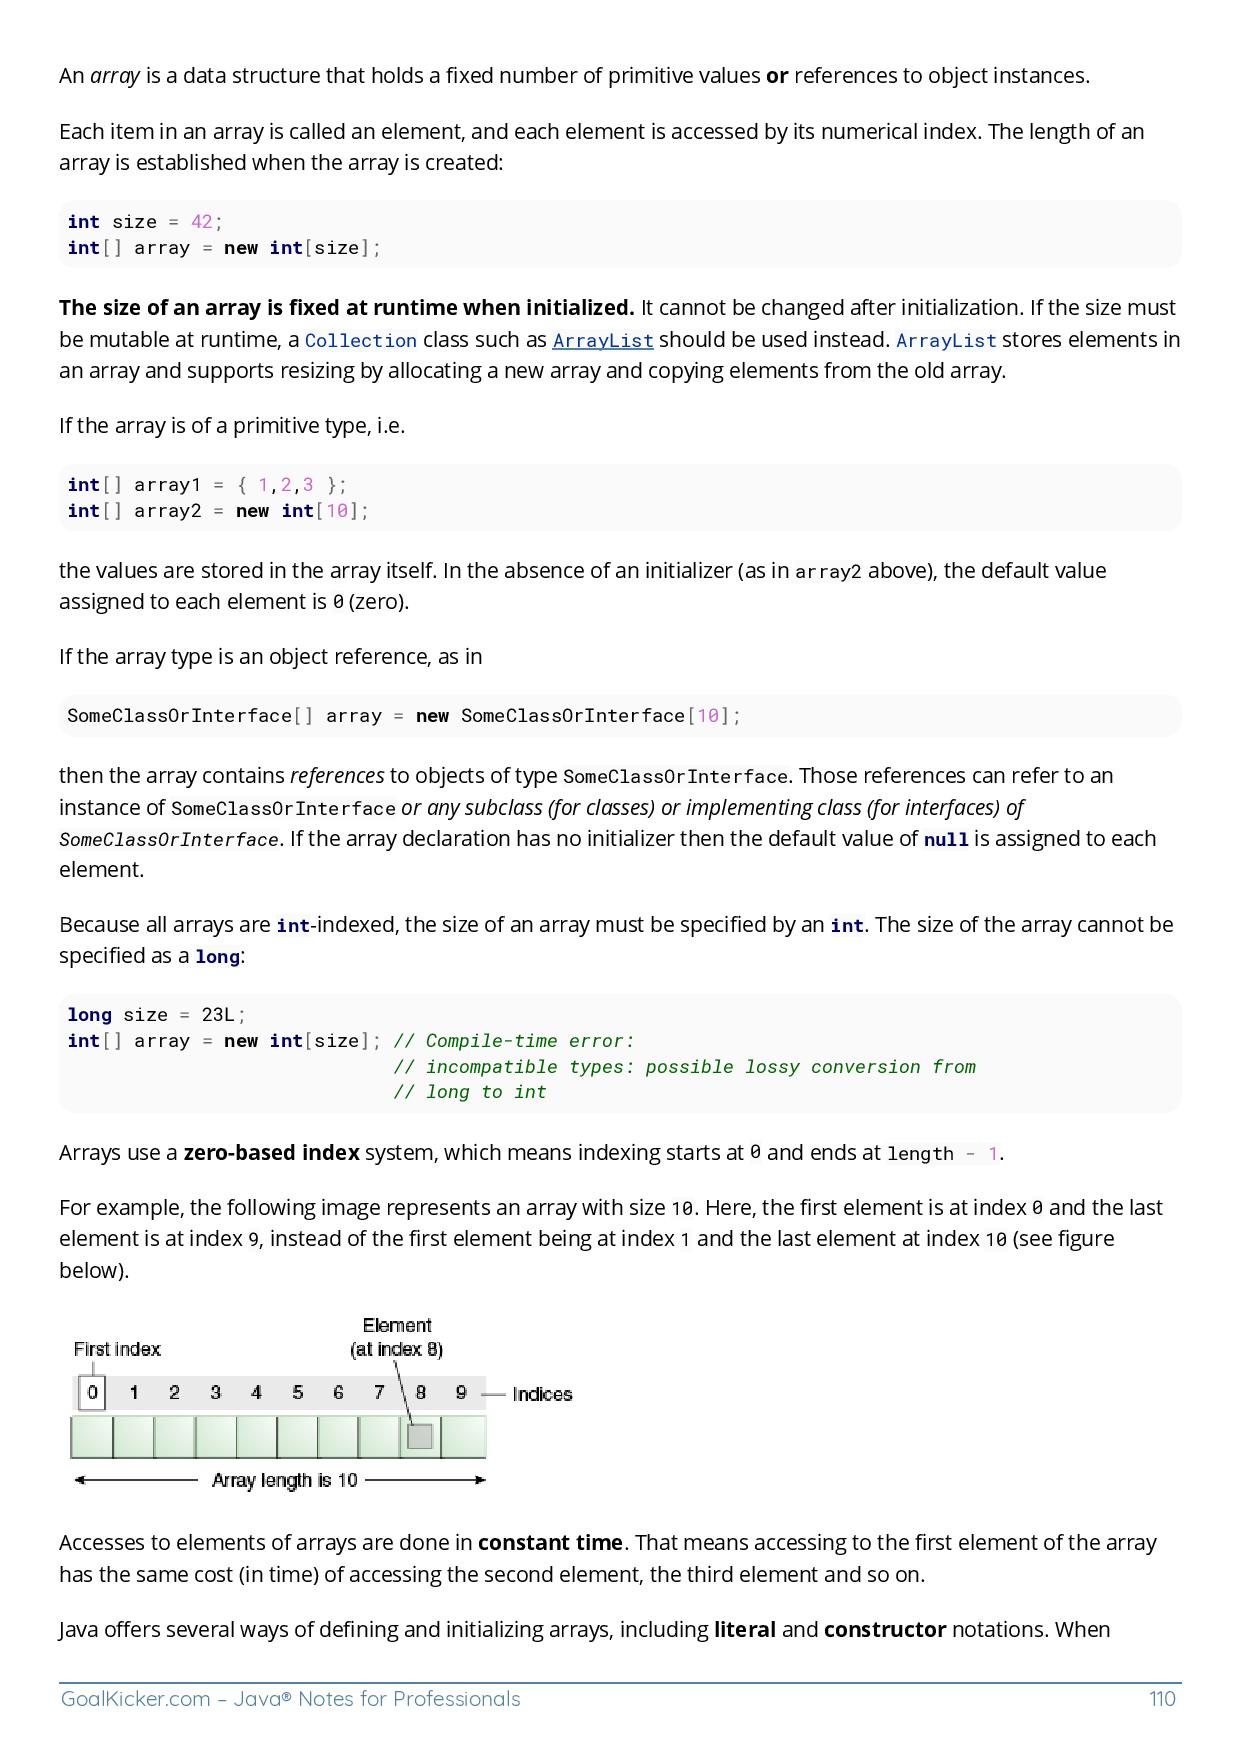 An array is a data structure that holds a fixed number of primitive values or references to object instances.
Each item in an array is called an element, and each element is accessed by its numerical index. The length of an
array is established when the array is created:
int size = 42;
int[] array = new int[size];
The size of an array is fixed at runtime when initialized. It cannot be changed after initialization. If the size must
be mutable at runtime, a Collection class such as ArrayList should be used instead. ArrayList stores elements in
an array and supports resizing by allocating a new array and copying elements from the old array.
If the array is of a primitive type, i.e.
int[] array1 = { 1,2,3 };
int[] array2 = new int[10];
the values are stored in the array itself. In the absence of an initializer (as in array2 above), the default value
assigned to each element is 0 (zero).
If the array type is an object reference, as in
SomeClassOrInterface[] array = new SomeClassOrInterface[10];
then the array contains references to objects of type SomeClassOrInterface. Those references can refer to an
instance of SomeClassOrInterface or any subclass (for classes) or implementing class (for interfaces) of
SomeClassOrInterface. If the array declaration has no initializer then the default value of null is assigned to each
element.
Because all arrays are int-indexed, the size of an array must be specified by an int. The size of the array cannot be
specified as a long:
long size = 23L;
int[] array = new int[size]; // Compile-time error:
// incompatible types: possible lossy conversion from
// long to int
Arrays use a zero-based index system, which means indexing starts at 0 and ends at length - 1.
For example, the following image represents an array with size 10. Here, the first element is at index 0 and the last
element is at index 9, instead of the first element being at index 1 and the last element at index 10 (see figure
below).
Element
First index (at index 8)
0 1 2 3 4 5 6 7 8 9 Indices
Array length is 10
Accesses to elements of arrays are done in constant time. That means accessing to the first element of the array
has the same cost (in time) of accessing the second element, the third element and so on.
Java offers several ways of defining and initializing arrays, including literal and constructor notations. When
GoalKicker.com – Java® Notes for Professionals 110